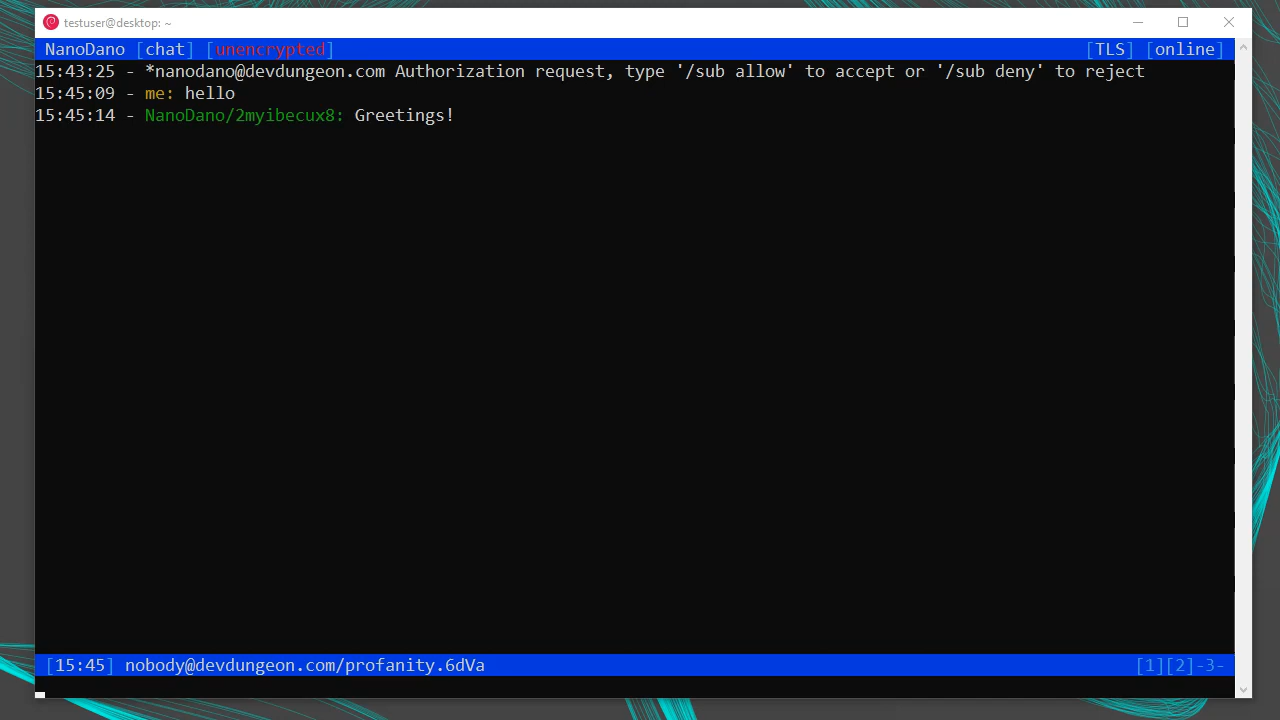 testuser@desktop: ~
NanoDano [chat] [unencrypted] [TLS] [online]
15:43:25 - *nanodano@devdungeon.com Authorization request, type '/sub allow' to accept or '/sub deny' to reject
15:45:09 - me: hello
15:45:14 - NanoDano/2myibecux8: Greetings!
[15:45] nobody@devdungeon.com/profanity.6dVa [1][2]-3-